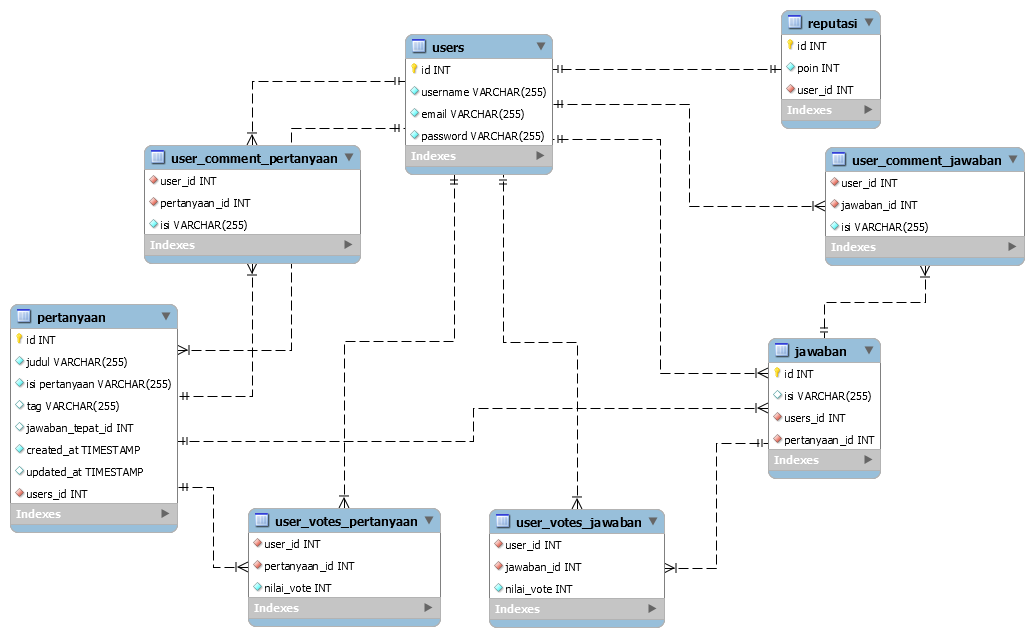 users
id INT
username VARCHAR(255)
email VARCHAR(255)
password VARCHAR(255)
Indexes
reputasi
id INT
poin INT
user_id INT
Indexes
user_comment_pertanyaan
user_id INT
pertanyaan_id INT
isi VARCHAR(255)
Indexes
user_comment_jawaban
user_id INT
jawaban_id INT
isi VARCHAR(255)
Indexes
pertanyaan
id INT
judul VARCHAR(255)
isi pertanyaan VARCHAR(255)
tag VARCHAR(255)
jawaban_tepat_id INT
created_at TIMESTAMP
updated_at TIMESTAMP
users_id INT
Indexes
jawaban
id INT
isi VARCHAR(255)
users_id INT
pertanyaan_id INT
Indexes
user_votes_pertanyaan
user_id INT
pertanyaan_id INT
nilai_vote INT
Indexes
user_votes_jawaban
user_id INT
jawaban_id INT
nilai_vote INT
Indexes